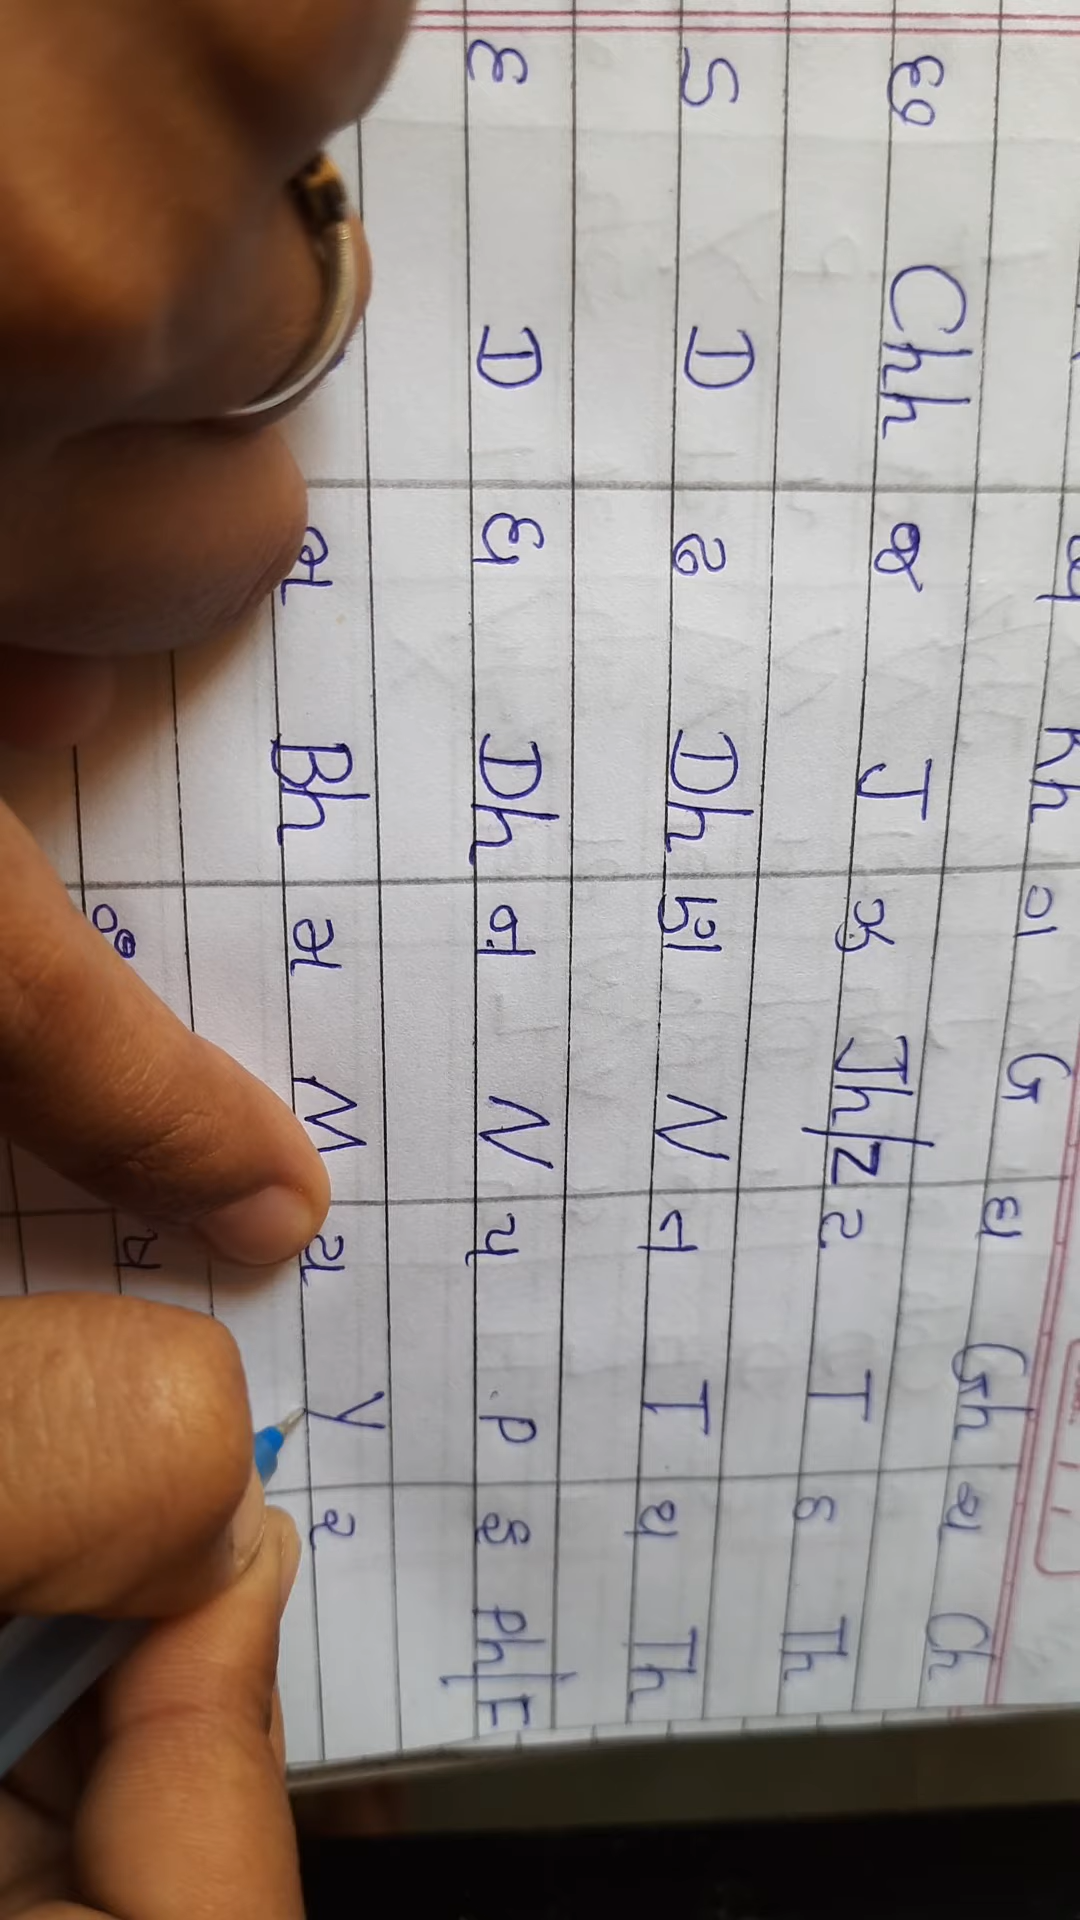 ખ Kh ગ G ઘ Gh ચ Ch
છ Chh જ J ઝ Jh/Z ટ T ઠ Th
ડ D ઢ Dh ણ N ત T થ Th
દ D ધ Dh ન N પ P ફ Ph/F
ભ Bh મ M ય Y ર